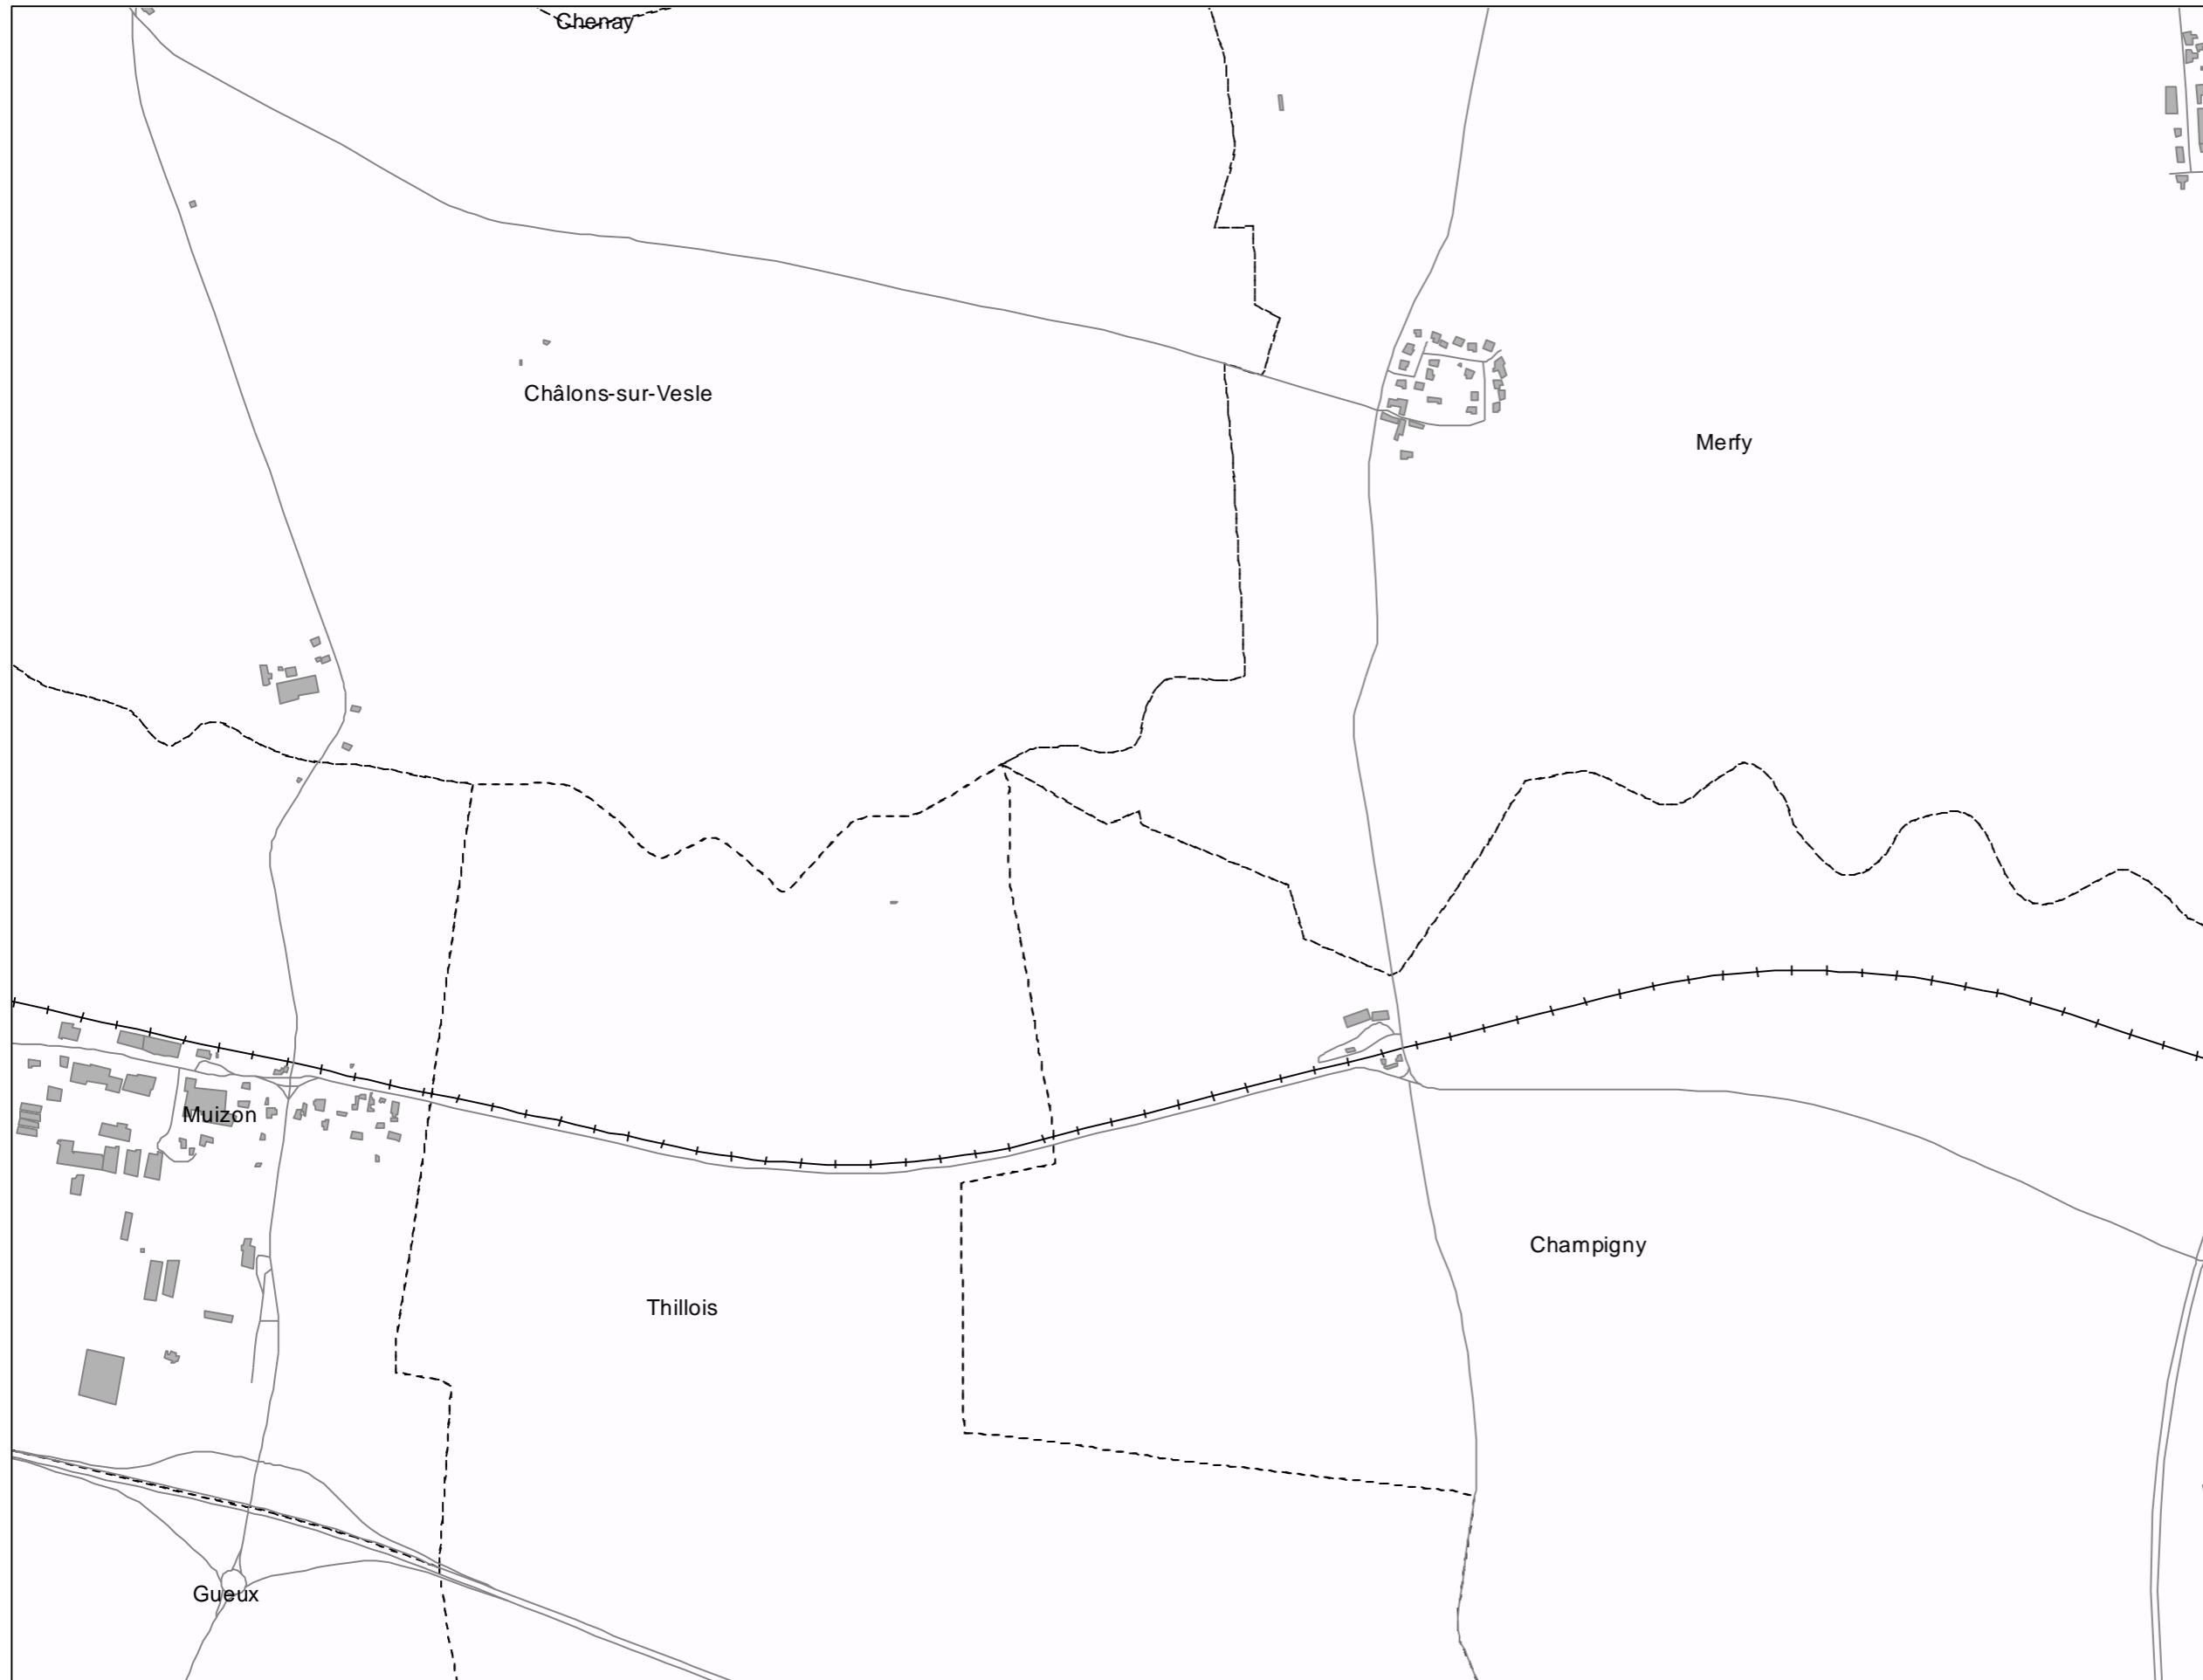 Chenay
Châlons-sur-Vesle
Merfy
Muizon
Champigny
Thillois
Gueux